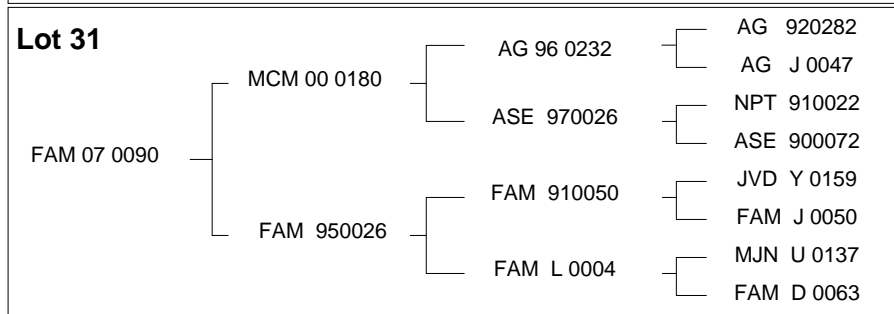 Lot 31
FAM 07 0090
MCM 00 0180
FAM 950026
AG 96 0232
ASE 970026
FAM 910050
FAM L 0004
AG 920282
AG J 0047
NPT 910022
ASE 900072
JVD Y 0159
FAM J 0050
MJN U 0137
FAM D 0063